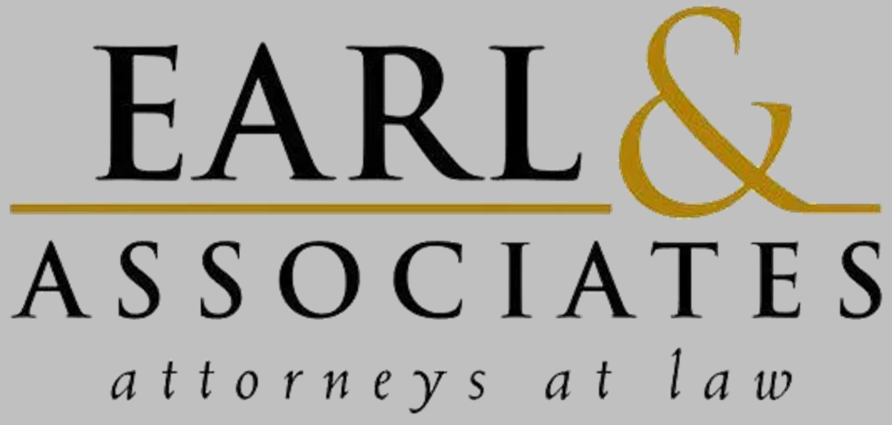 EARL &
ASSOCIATES
attorneys at law